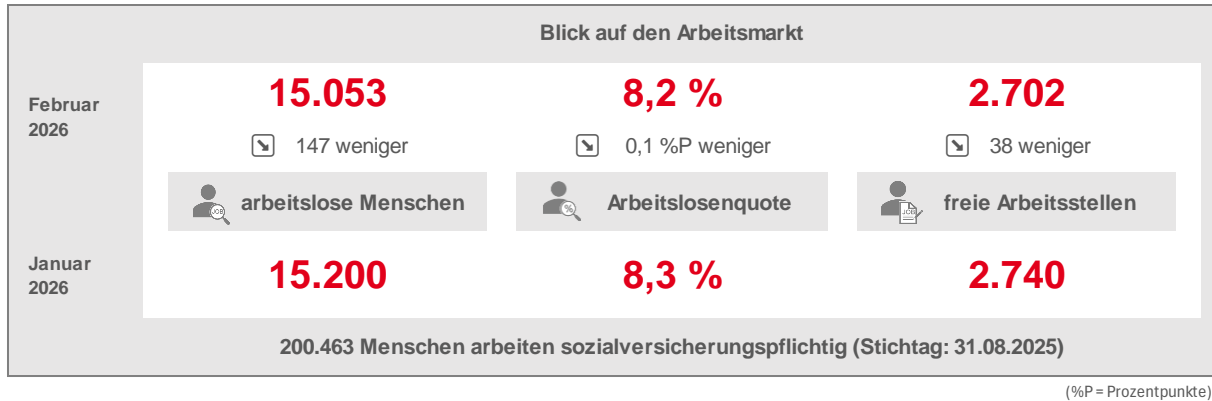 Blick auf den Arbeitsmarkt
Februar
2026
15.053
8,2 %
2.702
147 weniger
0,1 %P weniger
38 weniger
JOB
arbeitslose Menschen
%
Arbeitslosenquote
JOB
freie Arbeitsstellen
Januar
2026
15.200
8,3 %
2.740
200.463 Menschen arbeiten sozialversicherungspflichtig (Stichtag: 31.08.2025)
(%P = Prozentpunkte)